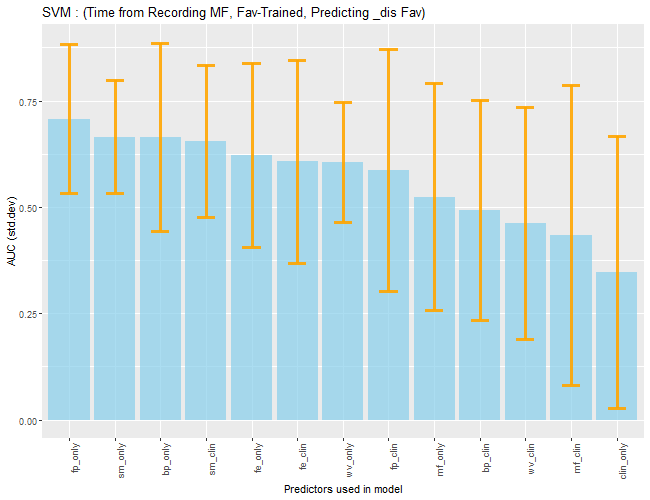 SVM : (Time from Recording MF, Fav-Trained, Predicting _dis Fav)
AUC (std.dev)
0.75
0.50
0.25
0.00
fp_only
sm_only
bp_only
sm_clin
fe_only
fe_clin
wv_only
fp_clin
mf_only
bp_clin
wv_clin
mf_clin
clin_only
Predictors used in model